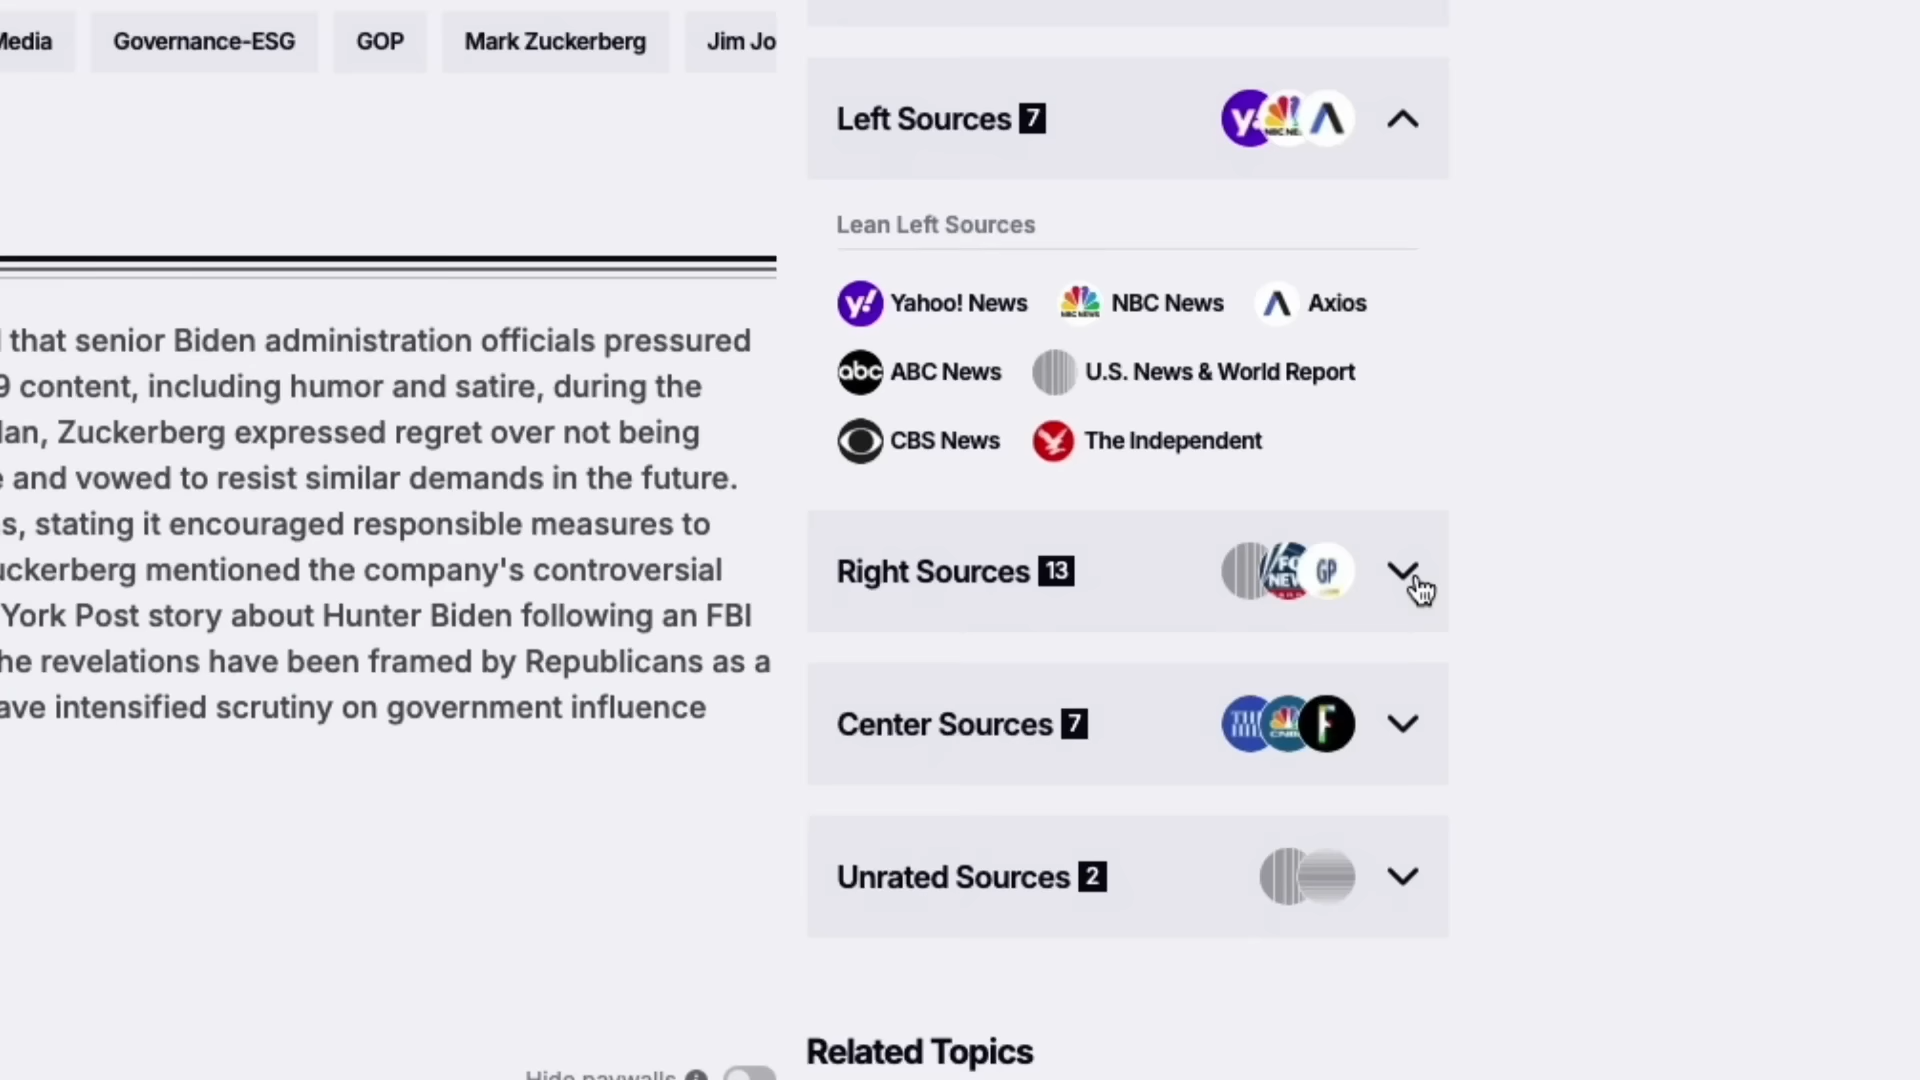 Media Governance-ESG GOP Mark Zuckerberg Jim Jo
that senior Biden administration officials pressured
9 content, including humor and satire, during the
lan, Zuckerberg expressed regret over not being
e and vowed to resist similar demands in the future.
s, stating it encouraged responsible measures to
uckerberg mentioned the company's controversial
York Post story about Hunter Biden following an FBI
he revelations have been framed by Republicans as a
ave intensified scrutiny on government influence
Hide paywalls
Left Sources 7
Lean Left Sources
Yahoo! News NBC News Axios
ABC News U.S. News & World Report
CBS News The Independent
Right Sources 13
Center Sources 7
Unrated Sources 2
Related Topics